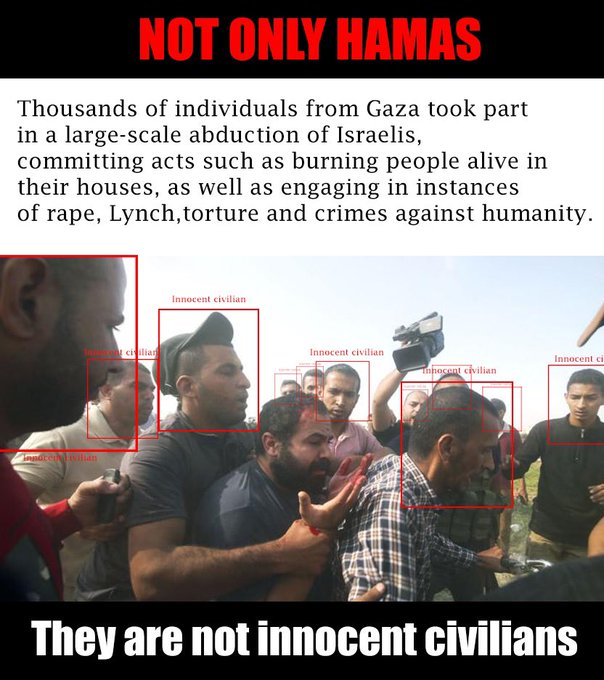 NOT ONLY HAMAS
Thousands of individuals from Gaza took part
in a large-scale abduction of Israelis,
committing acts such as burning people alive in
their houses, as well as engaging in instances
of rape, Lynch,torture and crimes against humanity.
Innocent civilian
Innocent civilian
Innocent civilian
Innocent civilian
Innocent ci
Innocent civilian
They are not innocent civilians